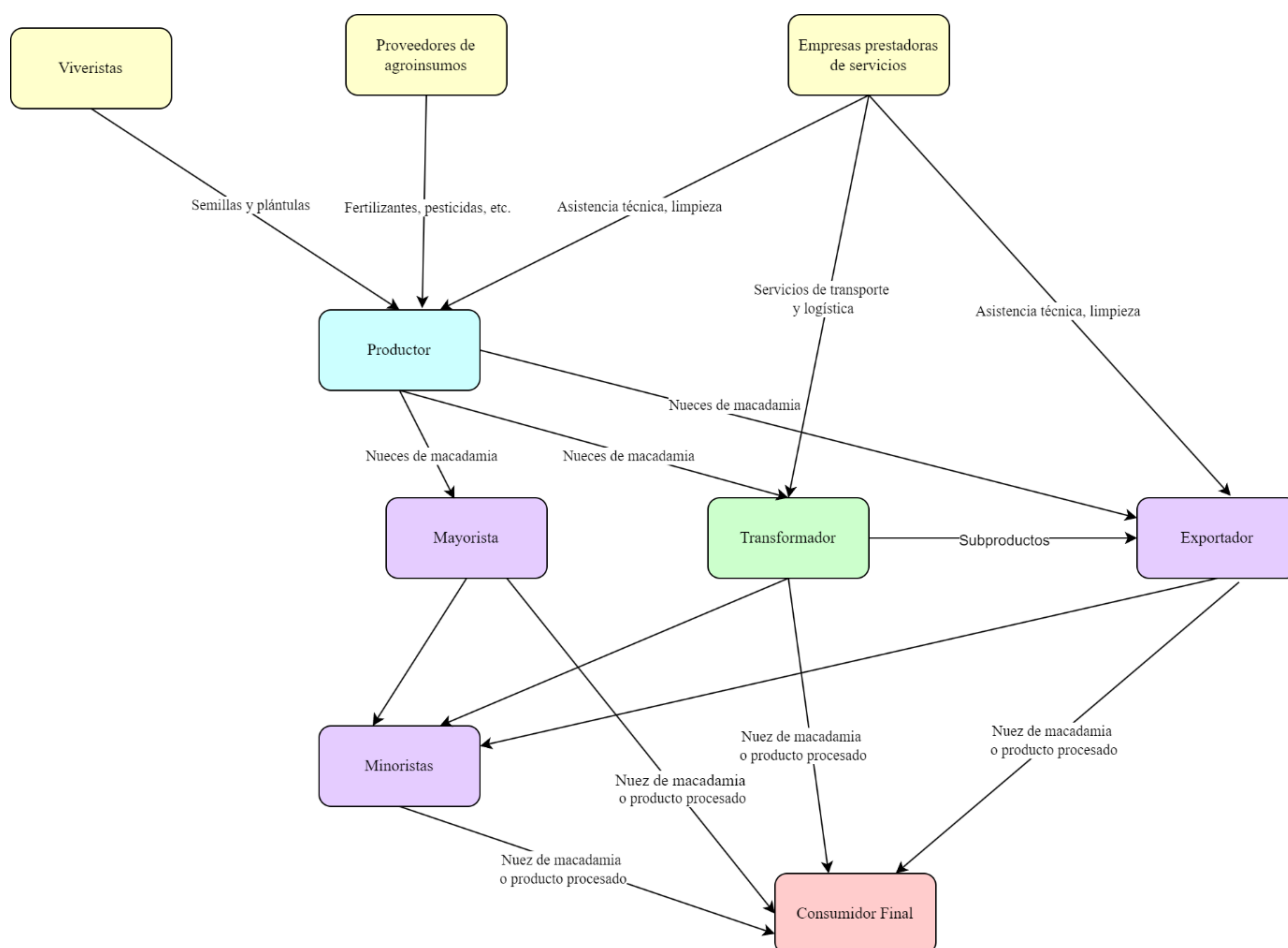 Viveristas
Proveedores de
agroinsumos
Empresas prestadoras
de servicios
Semillas y plántulas
Fertilizantes, pesticidas, etc.
Asistencia técnica, limpieza
Servicios de transporte
y logística
Asistencia técnica, limpieza
Productor
Nueces de macadamia
Nueces de macadamia
Nueces de macadamia
Mayorista
Transformador
Subproductos
Exportador
Minoristas
Nuez de macadamia
o producto procesado
Nuez de macadamia
o producto procesado
Nuez de macadamia
o producto procesado
Nuez de macadamia
o producto procesado
Consumidor Final